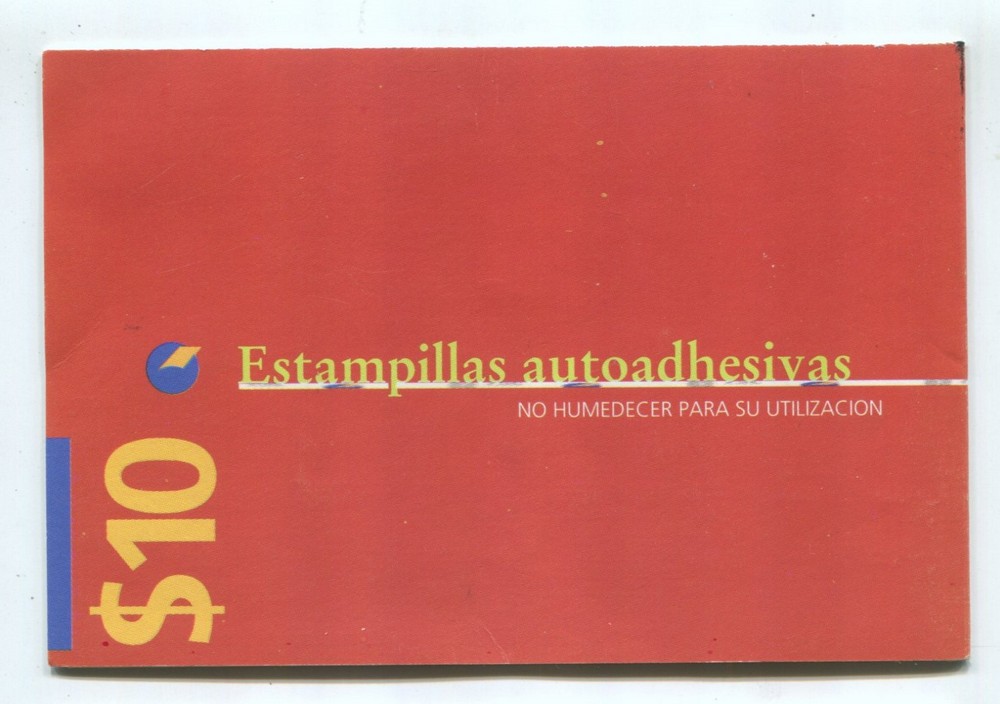 Estampillas autoadhesivas
NO HUMEDECER PARA SU UTILIZACION
$10